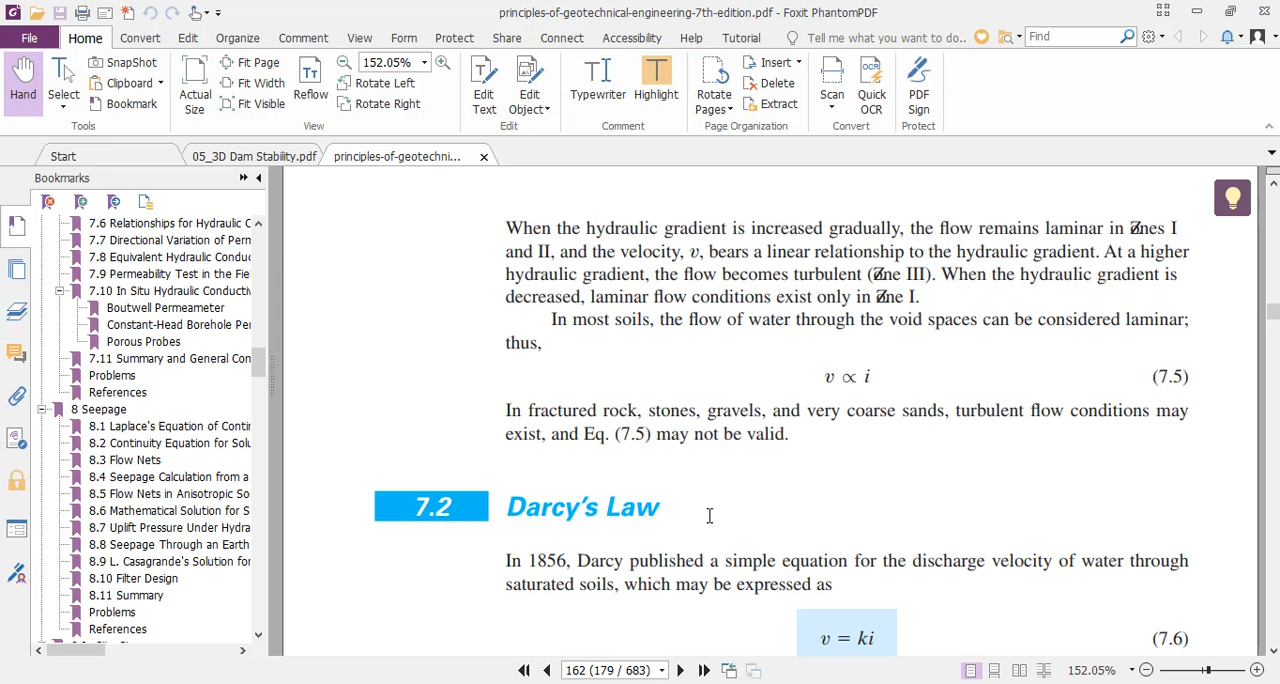 principles-of-geotechnical-engineering-7th-edition.pdf - Foxit PhantomPDF
File Home Convert Edit Organize Comment View Form Protect Share Connect Accessibility Help Tutorial Tell me what you want to do.. Find
Hand
Select
SnapShot
Clipboard
Bookmark
Tools
Actual Size
Fit Page
Fit Width
Fit Visible
Reflow
152.05%
Rotate Left
Rotate Right
View
Edit Text
Edit Object
Edit
Typewriter
Highlight
Comment
Rotate Pages
Insert
Delete
Extract
Page Organization
Scan
Quick OCR
Convert
PDF Sign
Protect
Start 05_3D Dam Stability.pdf principles-of-geotechni...
Bookmarks
7.6 Relationships for Hydraulic C
7.7 Directional Variation of Perm
7.8 Equivalent Hydraulic Conduc
7.9 Permeability Test in the Fie
7.10 In Situ Hydraulic Conductiv
Boutwell Permeameter
Constant-Head Borehole Per
Porous Probes
7.11 Summary and General Con
Problems
References
8 Seepage
8.1 Laplace's Equation of Contin
8.2 Continuity Equation for Solu
8.3 Flow Nets
8.4 Seepage Calculation from a
8.5 Flow Nets in Anisotropic So
8.6 Mathematical Solution for S
8.7 Uplift Pressure Under Hydra
8.8 Seepage Through an Earth
8.9 L. Casagrande's Solution for
8.10 Filter Design
8.11 Summary
Problems
References
When the hydraulic gradient is increased gradually, the flow remains laminar in Zones I
and II, and the velocity, v, bears a linear relationship to the hydraulic gradient. At a higher
hydraulic gradient, the flow becomes turbulent (Zone III). When the hydraulic gradient is
decreased, laminar flow conditions exist only in Zone I.
In most soils, the flow of water through the void spaces can be considered laminar;
thus,
v ∝ i (7.5)
In fractured rock, stones, gravels, and very coarse sands, turbulent flow conditions may
exist, and Eq. (7.5) may not be valid.
7.2 Darcy's Law
In 1856, Darcy published a simple equation for the discharge velocity of water through
saturated soils, which may be expressed as
v = ki (7.6)
162 (179 / 683) 152.05%